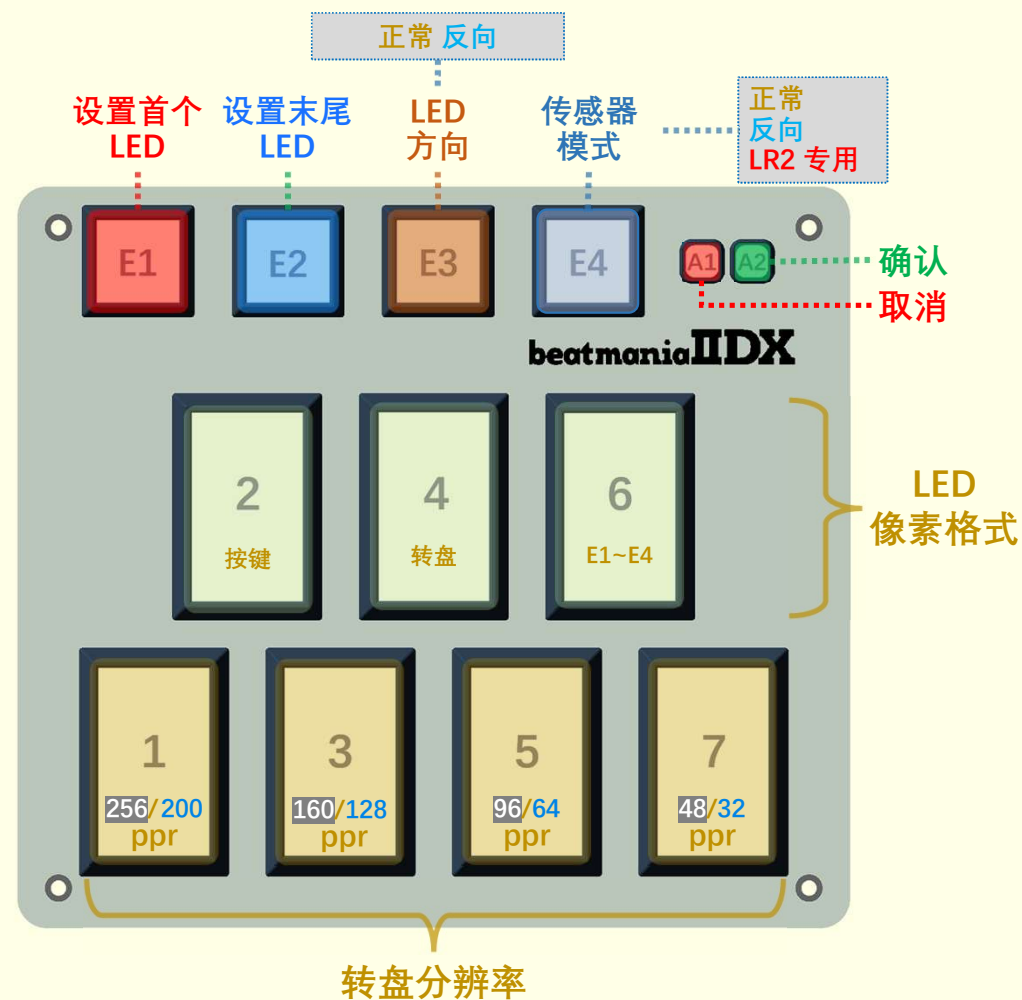 正常 反向
设置首个
LED
设置末尾
LED
LED
方向
传感器
模式
正常
反向
LR2 专用
E1
E2
E3
E4
A1
A2
确认
取消
beatmania IIDX
2
按键
4
转盘
6
E1~E4
LED
像素格式
1
256/200
ppr
3
160/128
ppr
5
96/64
ppr
7
48/32
ppr
转盘分辨率